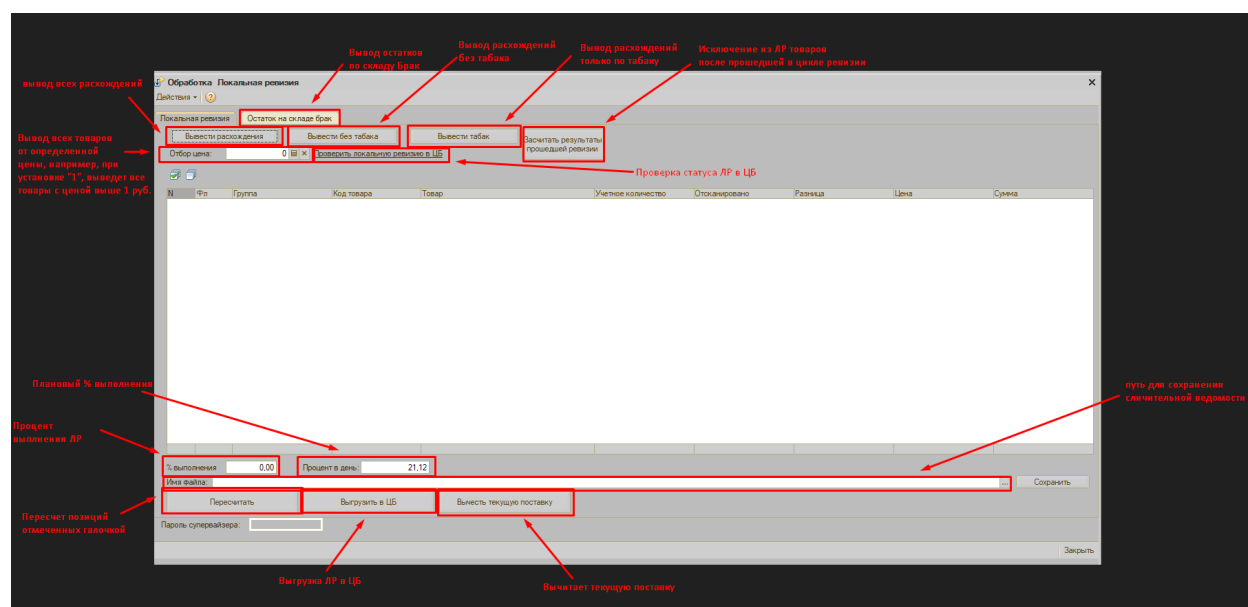 Вывод остатков
по складу Брак
Вывод расхождений
без табака
Вывод расхождений
только по табаку
Исключение из ЛР товаров
после прошедшей в цикле ревизии
вывод всех расхождений
Обработка Локальная ревизия
Действия
Локальная ревизия
Остаток на складе брак
Вывести расхождения
Вывести без табака
Вывести табак
Засчитать результаты
прошедшей ревизии
Вывод всех товаров
от определенной
цены, например, при
установке "1", выведет все
товары с ценой выше 1 руб.
Отбор цена: 0
Проверить локальную ревизию в ЦБ
Проверка статуса ЛР в ЦБ
N Фл Группа Код товара Товар Учетное количество Отсканировано Разница Цена Сумма
Плановый % выполнения
путь для сохранения
сличительной ведомости
Процент
выполнения ЛР
% выполнения 0,00 Процент в день: 21,12
Имя файла: ... Сохранить
Пересчитать Выгрузить в ЦБ Вычесть текущую поставку
Пересчет позиций
отмеченных галочкой
Пароль супервайзера:
Закрыть
Выгрузка ЛР в ЦБ
Вычитает текущую поставку